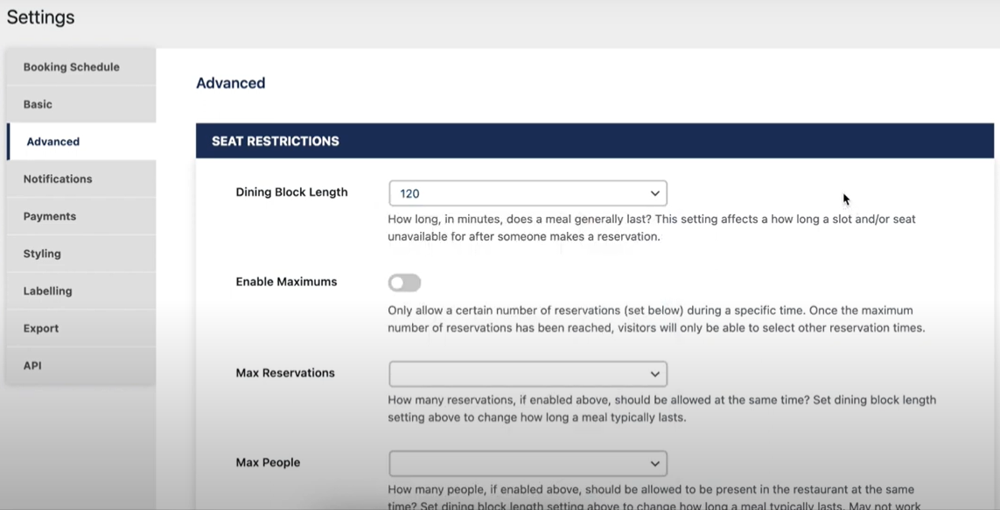 Settings
Booking Schedule
Basic
Advanced
Notifications
Payments
Styling
Labelling
Export
API
Advanced
SEAT RESTRICTIONS
Dining Block Length
120
How long, in minutes, does a meal generally last? This setting affects a how long a slot and/or seat
unavailable for after someone makes a reservation.
Enable Maximums
Only allow a certain number of reservations (set below) during a specific time. Once the maximum
number of reservations has been reached, visitors will only be able to select other reservation times.
Max Reservations
How many reservations, if enabled above, should be allowed at the same time? Set dining block length
setting above to change how long a meal typically lasts.
Max People
How many people, if enabled above, should be allowed to be present in the restaurant at the same
time? Set dining block length setting above to change how long a meal typically lasts. May not work